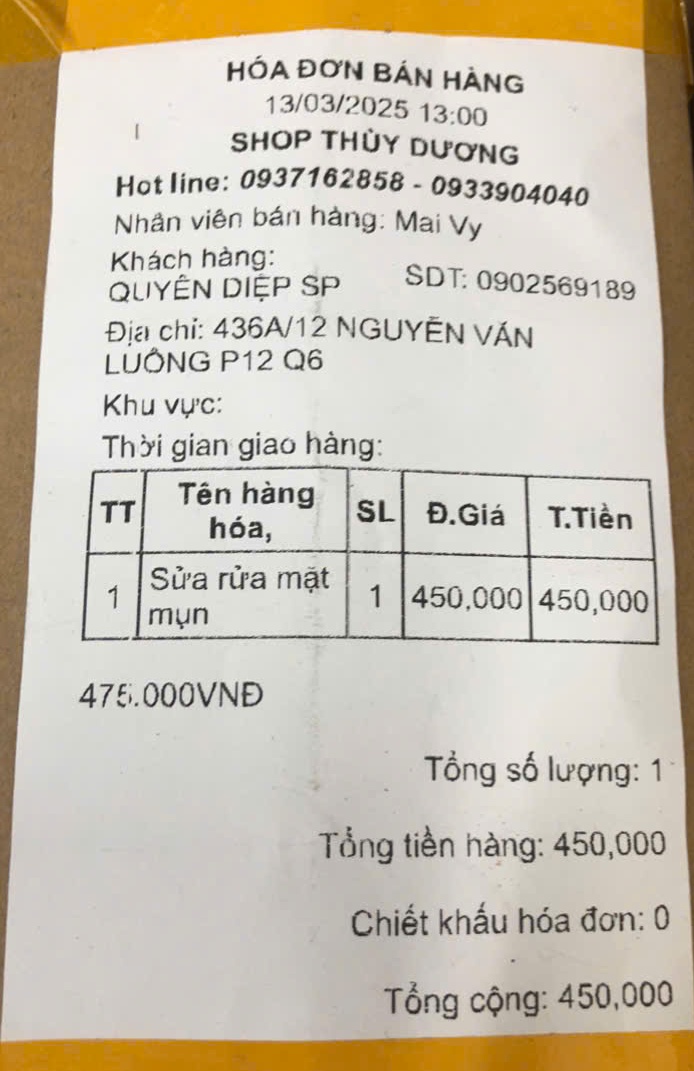 HÓA ĐƠN BÁN HÀNG
13/03/2025 13:00
SHOP THÙY DƯƠNG
Hotline: 0937162858 - 0933904040
Nhân viên bán hàng: Mai Vy
Khách hàng:
QUYÊN DIỆP SP
SDT: 0902569189
Địa chỉ: 436A/12 NGUYỄN VĂN
LUÔNG P12 Q6
Khu vực:
Thời gian giao hàng:
TT Tên hàng hóa, SL Đ.Giá T.Tiền
1 Sửa rửa mặt mụn 1 450,000 450,000
475.000VNĐ
Tổng số lượng: 1
Tổng tiền hàng: 450,000
Chiết khấu hóa đơn: 0
Tổng cộng: 450,000